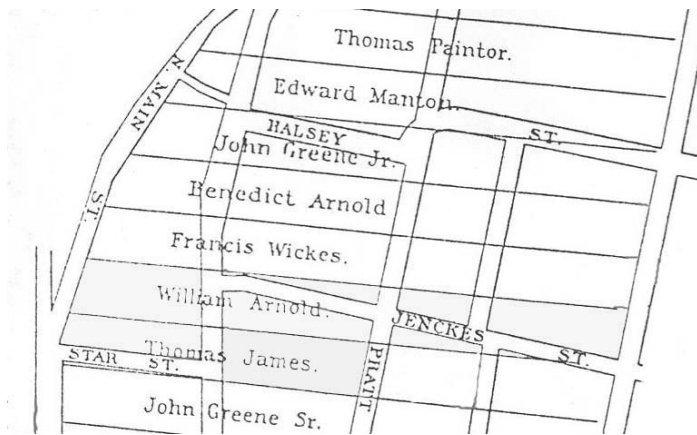 Thomas Paintor.
Edward Manton.
N. MAIN ST.
HALSEY ST.
John Greene Jr.
Benedict Arnold
Francis Wickes.
William Arnold.
JENCKES ST.
Thomas James.
STAR ST.
PRATT
John Greene Sr.